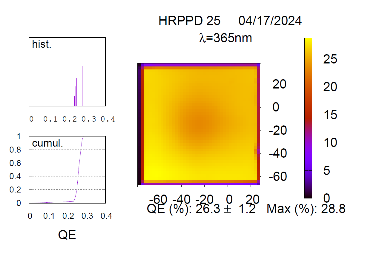 HRPPD 25 04/17/2024
λ=365nm
hist.
0 0.1 0.2 0.3 0.4
cumul.
1
0.8
0.6
0.4
0.2
0
0 0.1 0.2 0.3 0.4
QE
20
0
-20
-40
-60
-60 -40 -20 0 20
25
20
15
10
5
0
QE (%): 26.3 ± 1.2 Max (%): 28.8